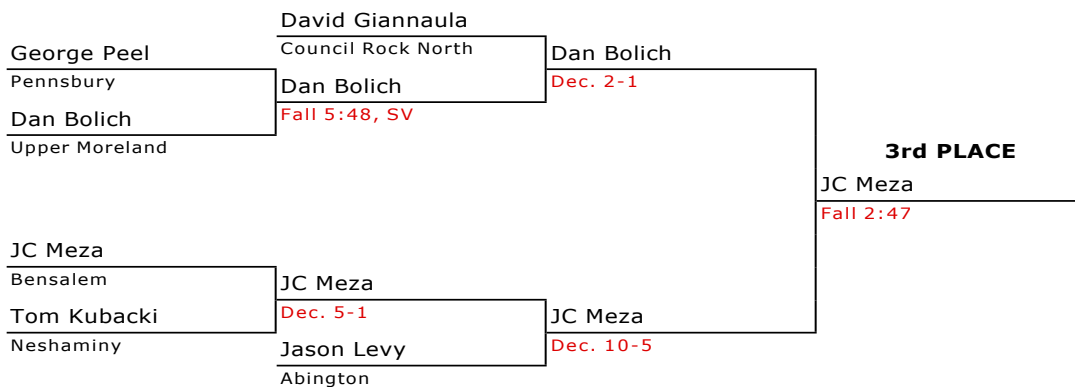 David Giannaula
George Peel
Council Rock North
Dan Bolich
Pennsbury
Dan Bolich
Dec. 2-1
Dan Bolich
Fall 5:48, SV
Upper Moreland
3rd PLACE
JC Meza
Fall 2:47
JC Meza
Bensalem
JC Meza
Tom Kubacki
Dec. 5-1
JC Meza
Neshaminy
Jason Levy
Dec. 10-5
Abington